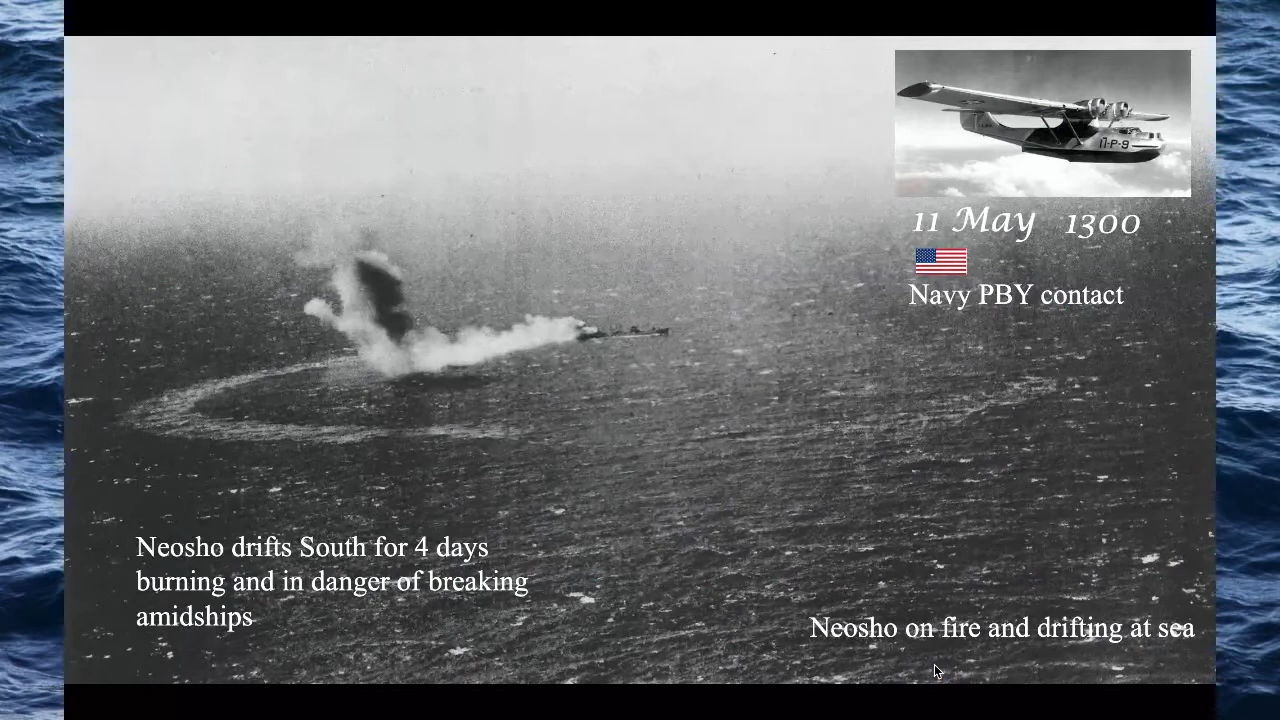 11-P-9
11 May 1300
Navy PBY contact
Neosho drifts South for 4 days
burning and in danger of breaking
amidships
Neosho on fire and drifting at sea